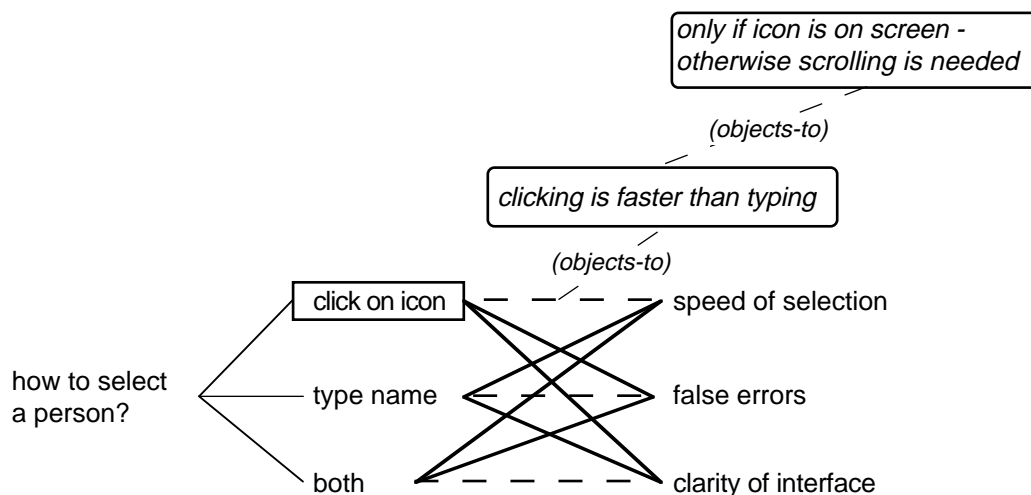 only if icon is on screen -
otherwise scrolling is needed
(objects-to)
clicking is faster than typing
(objects-to)
click on icon
speed of selection
how to select
a person?
type name
false errors
both
clarity of interface